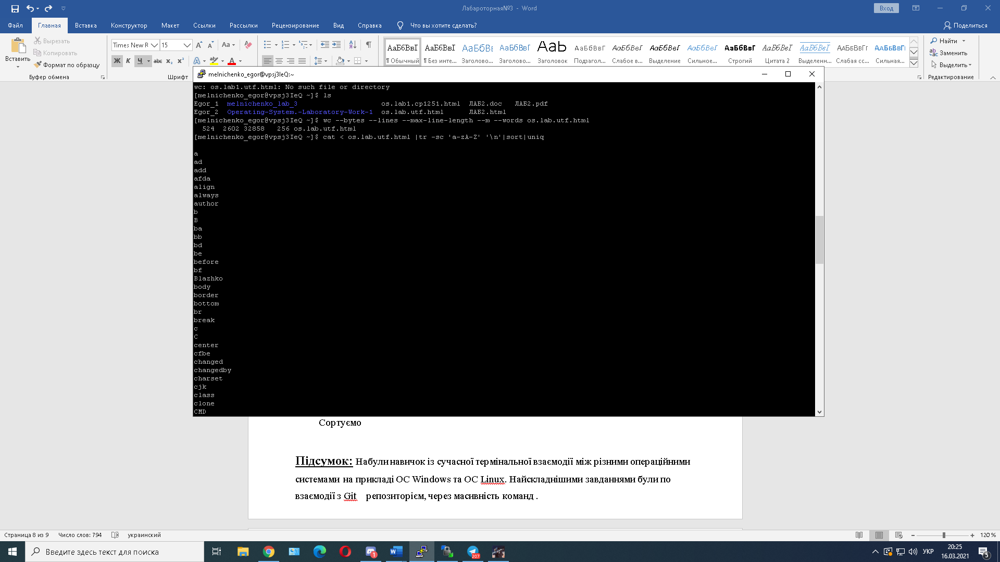 Лабароторная№3 - Word
Вход
Файл Главная Вставка Конструктор Макет Ссылки Рассылки Рецензирование Вид Справка Что вы хотите сделать? Поделиться
Вставить
Вырезать
Копировать
Формат по образцу
Буфер обмена
Times New R 15
Шрифт
АаБбВвГ АаБбВвГ АаБбВв АаБбВвГ Ааb АаБбВвГ АаБбВвГ АаБбВвГ АаБбВвГ АаБбВвГ АаБбВвГ АаБбВвГ АаБбВвГг АаБбВвГг
¶ Обычный ¶ Без инте... Заголово... Заголово... Заголовок Подзагол... Слабое в... Выделение Сильное... Строгий Цитата 2 Выделенн... Слабая сс... Сильная...
Найти
Заменить
Выделить
Редактирование
melnichenko_egor@vpsj3IeQ:~
wc: os.lab1.utf.html: No such file or directory
[melnichenko_egor@vpsj3IeQ ~]$ ls
Egor_1 melnichenko_lab_3 os.lab1.cp1251.html ЛАБ2.doc ЛАБ2.pdf
Egor_2 Operating-System.-Laboratory-Work-1 os.lab.utf.html ЛАБ2.html
[melnichenko_egor@vpsj3IeQ ~]$ wc --bytes --lines --max-line-length --m --words os.lab.utf.html
524 2602 32858 256 os.lab.utf.html
[melnichenko_egor@vpsj3IeQ ~]$ cat < os.lab.utf.html |tr -sc 'a-zA-Z' '\n'|sort|uniq
a
ad
add
afda
align
always
author
b
B
ba
bb
bd
be
before
bf
Blazhko
body
border
bottom
br
break
c
C
center
cfbe
changed
changedby
charset
cjk
class
clone
CMD
Сортуємо
Підсумок: Набули навичок із сучасної термінальної взаємодії між різними операційними
системами на прикладі ОС Windows та ОС Linux. Найскладнішими завданнями були по
взаємодії з Git репозиторієм, через масивність команд .
Страница 8 из 9 Число слов: 794 украинский
120 %
Введите здесь текст для поиска
1
207
УКР
20:25
16.03.2021
5